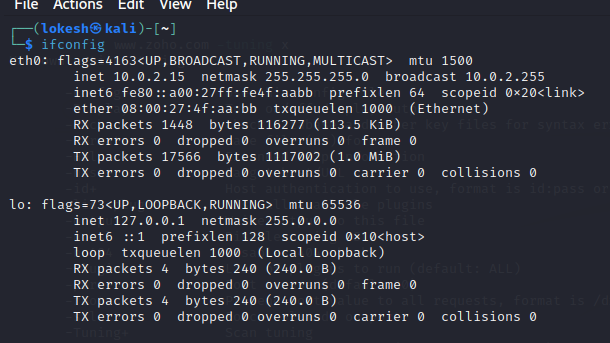 File Actions Edit View Help
┌──(lokesh㉿kali)-[~]
└─$ ifconfig
eth0: flags=4163<UP,BROADCAST,RUNNING,MULTICAST>  mtu 1500
        inet 10.0.2.15  netmask 255.255.255.0  broadcast 10.0.2.255
        inet6 fe80::a00:27ff:fe4f:aabb  prefixlen 64  scopeid 0×20<link>
        ether 08:00:27:4f:aa:bb  txqueuelen 1000  (Ethernet)
        RX packets 1448  bytes 116277 (113.5 KiB)
        RX errors 0  dropped 0  overruns 0  frame 0
        TX packets 17566  bytes 1117002 (1.0 MiB)
        TX errors 0  dropped 0 overruns 0  carrier 0  collisions 0
lo: flags=73<UP,LOOPBACK,RUNNING>  mtu 65536
        inet 127.0.0.1  netmask 255.0.0.0
        inet6 ::1  prefixlen 128  scopeid 0×10<host>
        loop  txqueuelen 1000  (Local Loopback)
        RX packets 4  bytes 240 (240.0 B)
        RX errors 0  dropped 0  overruns 0  frame 0
        TX packets 4  bytes 240 (240.0 B)
        TX errors 0  dropped 0 overruns 0  carrier 0  collisions 0
-Tuning+                Scan tuning